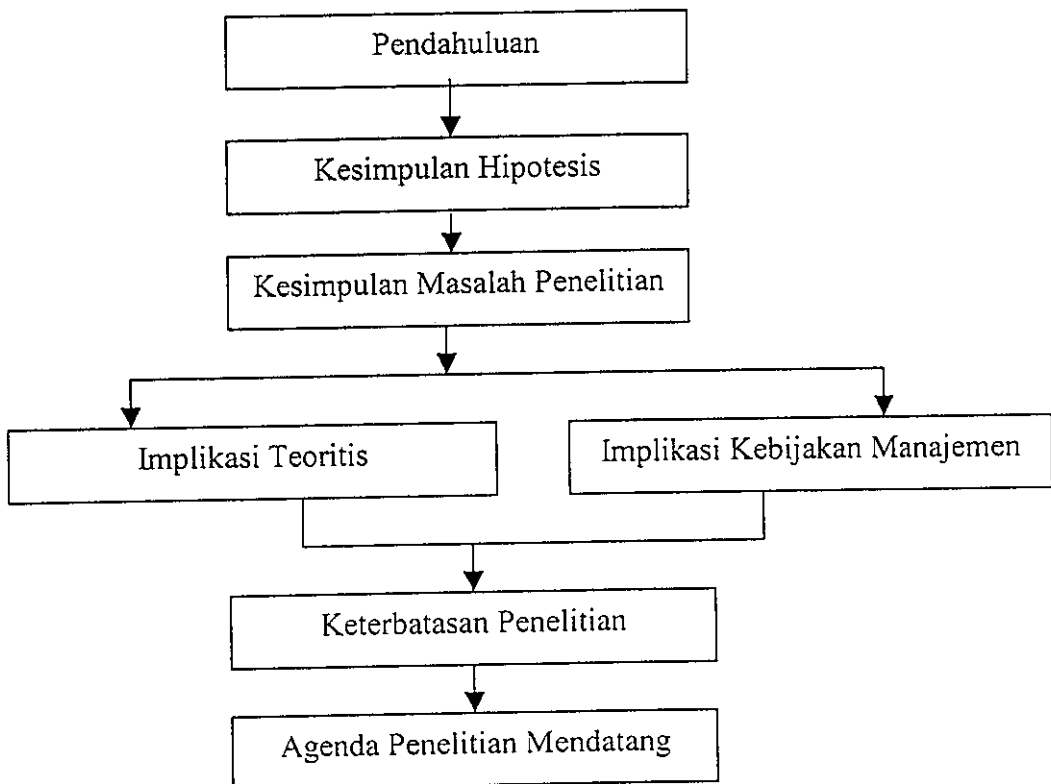 Pendahuluan
Kesimpulan Hipotesis
Kesimpulan Masalah Penelitian
Implikasi Teoritis
Implikasi Kebijakan Manajemen
Keterbatasan Penelitian
Agenda Penelitian Mendatang